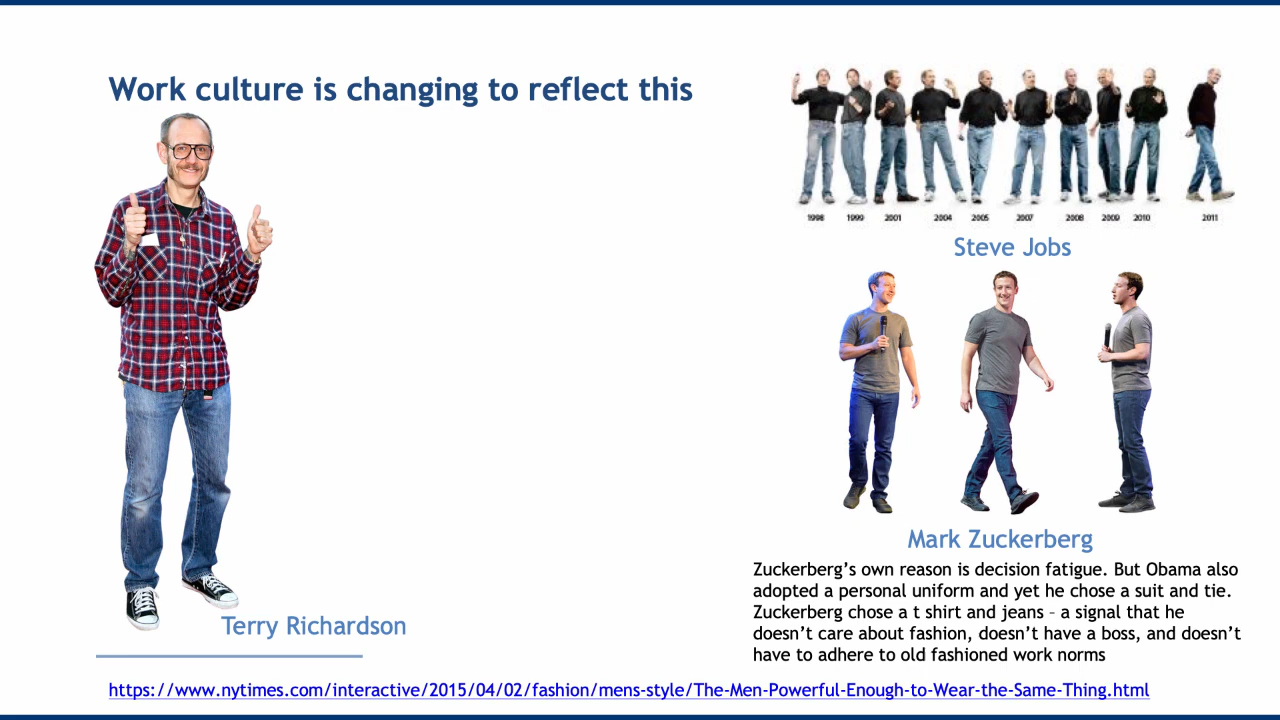 Work culture is changing to reflect this
1998 1999 2001 2004 2005 2007 2008 2009 2010 2011
Steve Jobs
Mark Zuckerberg
Zuckerberg’s own reason is decision fatigue. But Obama also
adopted a personal uniform and yet he chose a suit and tie.
Zuckerberg chose a t shirt and jeans – a signal that he
doesn’t care about fashion, doesn’t have a boss, and doesn’t
have to adhere to old fashioned work norms
Terry Richardson
https://www.nytimes.com/interactive/2015/04/02/fashion/mens-style/The-Men-Powerful-Enough-to-Wear-the-Same-Thing.html